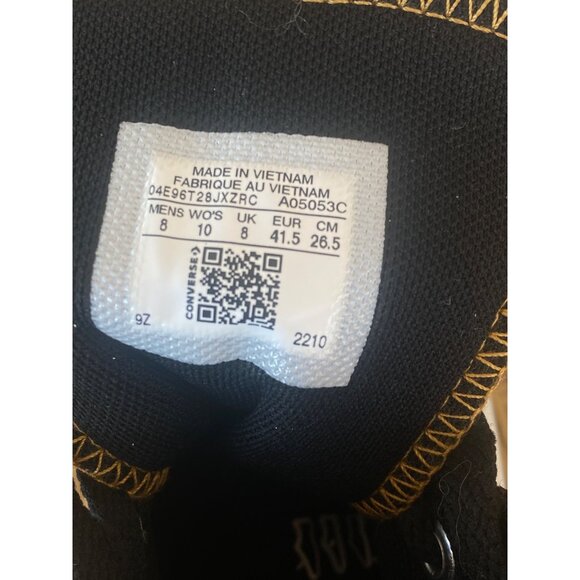 MADE IN VIETNAM
FABRIQUE AU VIETNAM
04E96T28JXZRC A05053C
MENS WO'S UK EUR CM
8 10 8 41.5 26.5
CONVERSE
9Z 2210